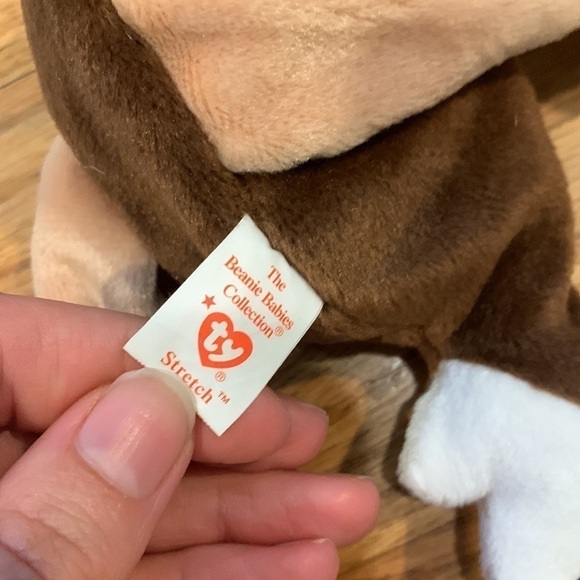 The
Beanie Babies
Collection®
ty
®
Stretch™